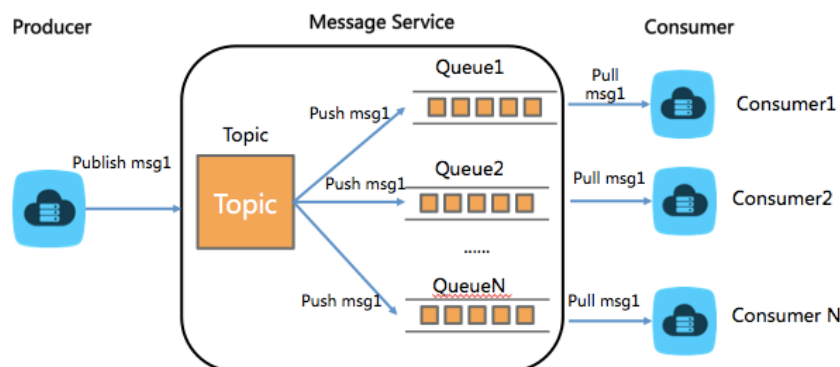 Producer
Message Service
Consumer
Queue1
Pull
msg1
Consumer1
Push msg1
Topic
Publish msg1
Topic
Queue2
Push msg1
Pull msg1
Consumer2
......
QueueN
Push msg1
Pull msg1
Consumer N